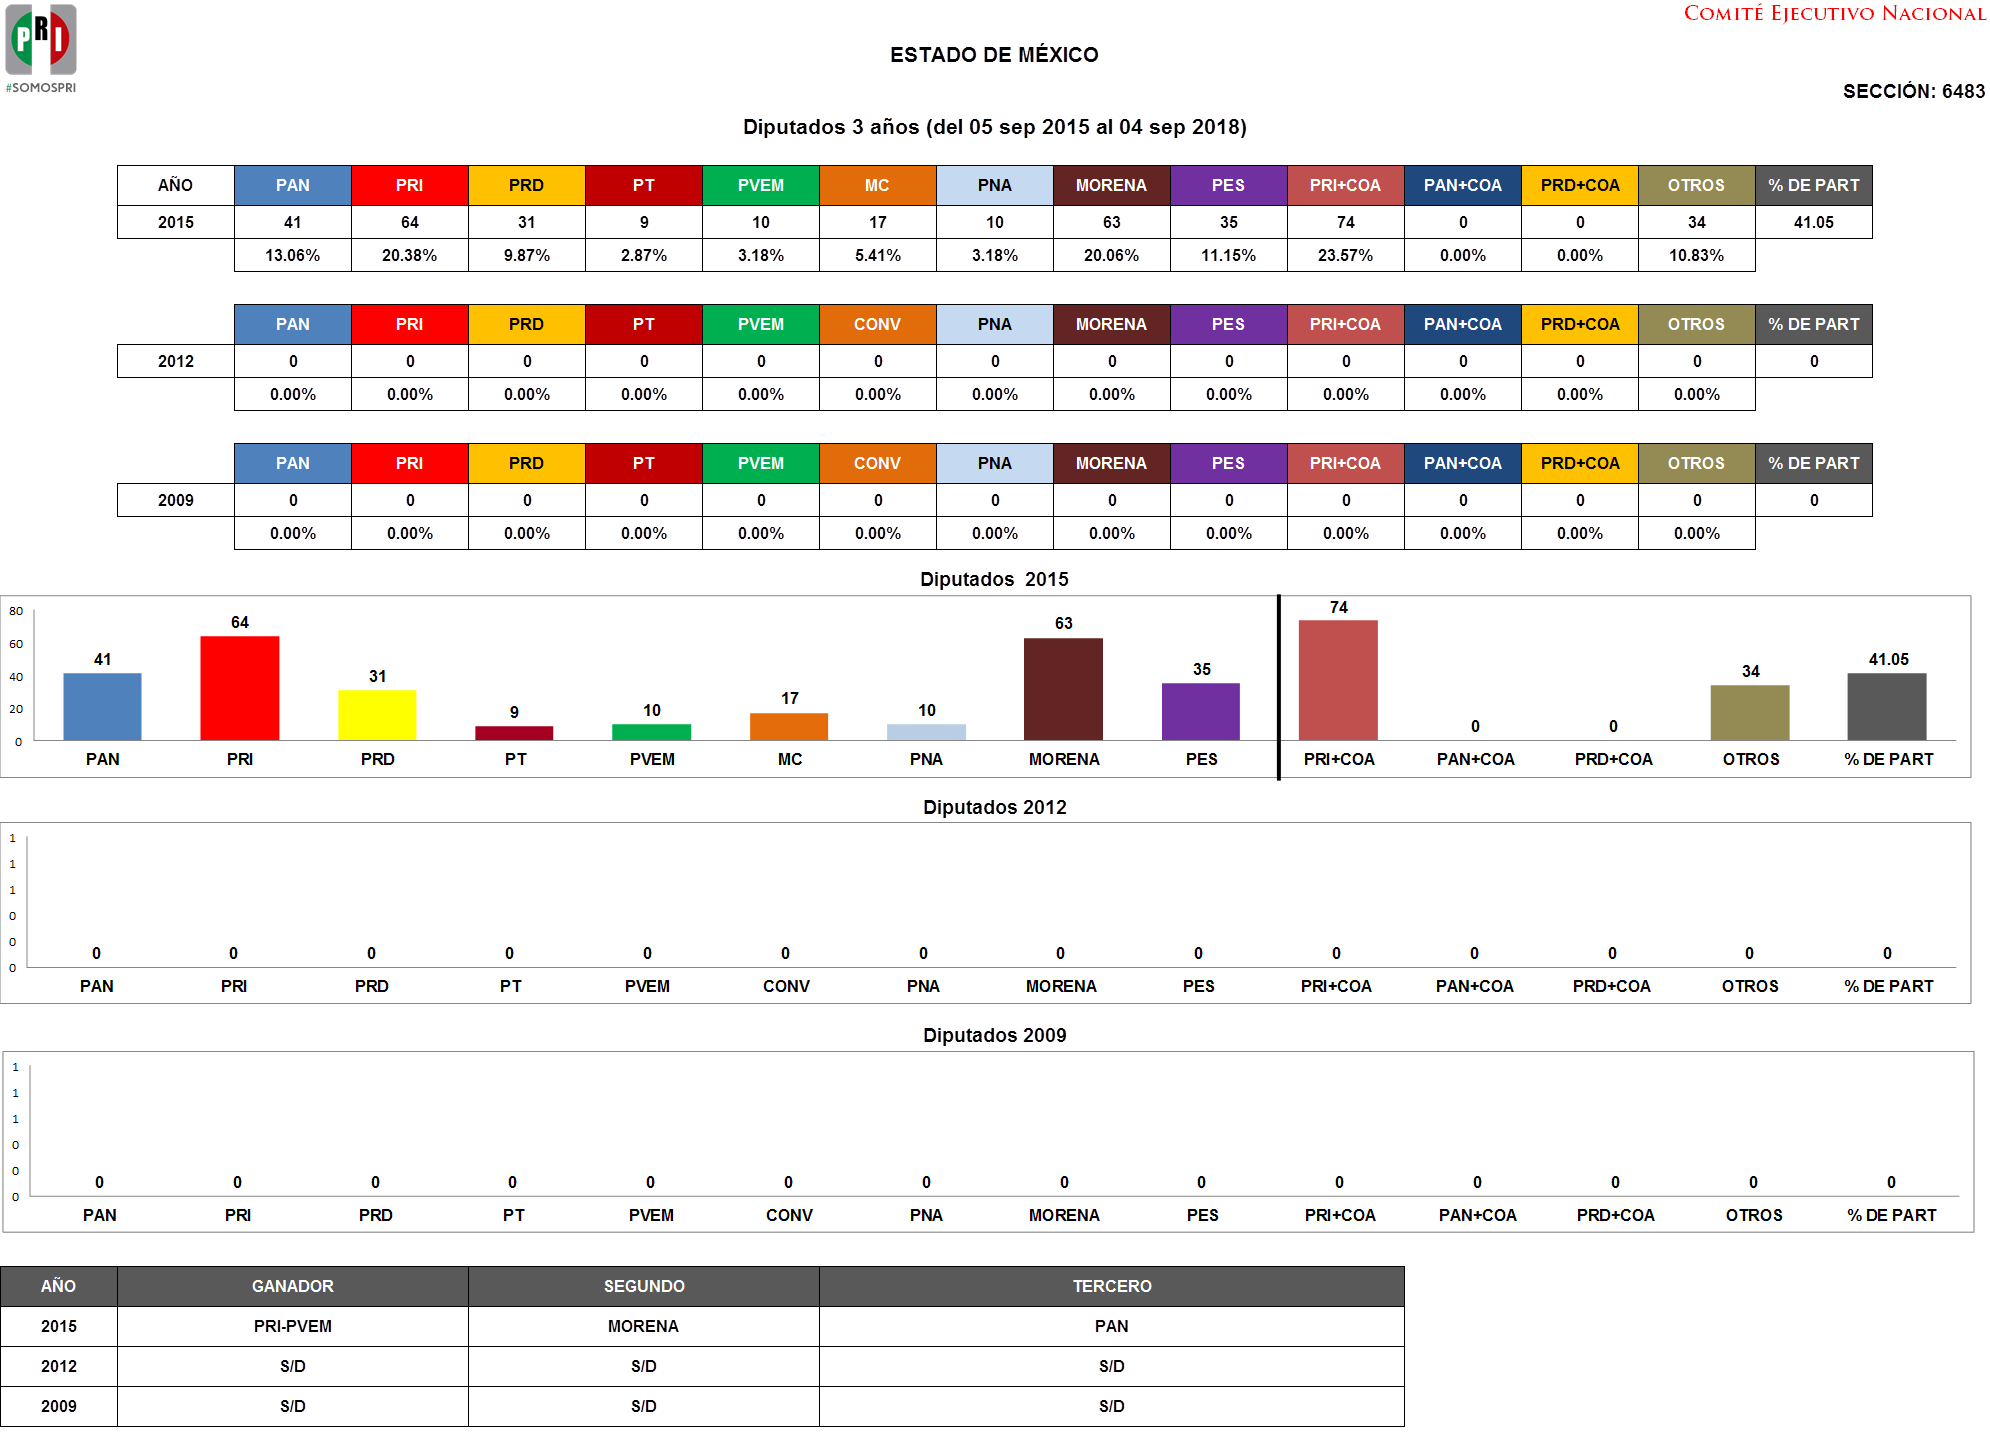 PRI
#SOMOSPRI
COMITÉ EJECUTIVO NACIONAL
ESTADO DE MÉXICO
SECCIÓN: 6483
Diputados 3 años (del 05 sep 2015 al 04 sep 2018)
AÑO PAN PRI PRD PT PVEM MC PNA MORENA PES PRI+COA PAN+COA PRD+COA OTROS % DE PART
2015 41 64 31 9 10 17 10 63 35 74 0 0 34 41.05
13.06% 20.38% 9.87% 2.87% 3.18% 5.41% 3.18% 20.06% 11.15% 23.57% 0.00% 0.00% 10.83%
PAN PRI PRD PT PVEM CONV PNA MORENA PES PRI+COA PAN+COA PRD+COA OTROS % DE PART
2012 0 0 0 0 0 0 0 0 0 0 0 0 0 0
0.00% 0.00% 0.00% 0.00% 0.00% 0.00% 0.00% 0.00% 0.00% 0.00% 0.00% 0.00% 0.00%
PAN PRI PRD PT PVEM CONV PNA MORENA PES PRI+COA PAN+COA PRD+COA OTROS % DE PART
2009 0 0 0 0 0 0 0 0 0 0 0 0 0 0
0.00% 0.00% 0.00% 0.00% 0.00% 0.00% 0.00% 0.00% 0.00% 0.00% 0.00% 0.00% 0.00%
Diputados 2015
80
60
40
20
0
41 64 31 9 10 17 10 63 35 74 0 0 34 41.05
PAN PRI PRD PT PVEM MC PNA MORENA PES PRI+COA PAN+COA PRD+COA OTROS % DE PART
Diputados 2012
1
1
1
0
0
0
0 0 0 0 0 0 0 0 0 0 0 0 0 0
PAN PRI PRD PT PVEM CONV PNA MORENA PES PRI+COA PAN+COA PRD+COA OTROS % DE PART
Diputados 2009
1
1
1
0
0
0
0 0 0 0 0 0 0 0 0 0 0 0 0 0
PAN PRI PRD PT PVEM CONV PNA MORENA PES PRI+COA PAN+COA PRD+COA OTROS % DE PART
AÑO GANADOR SEGUNDO TERCERO
2015 PRI-PVEM MORENA PAN
2012 S/D S/D S/D
2009 S/D S/D S/D